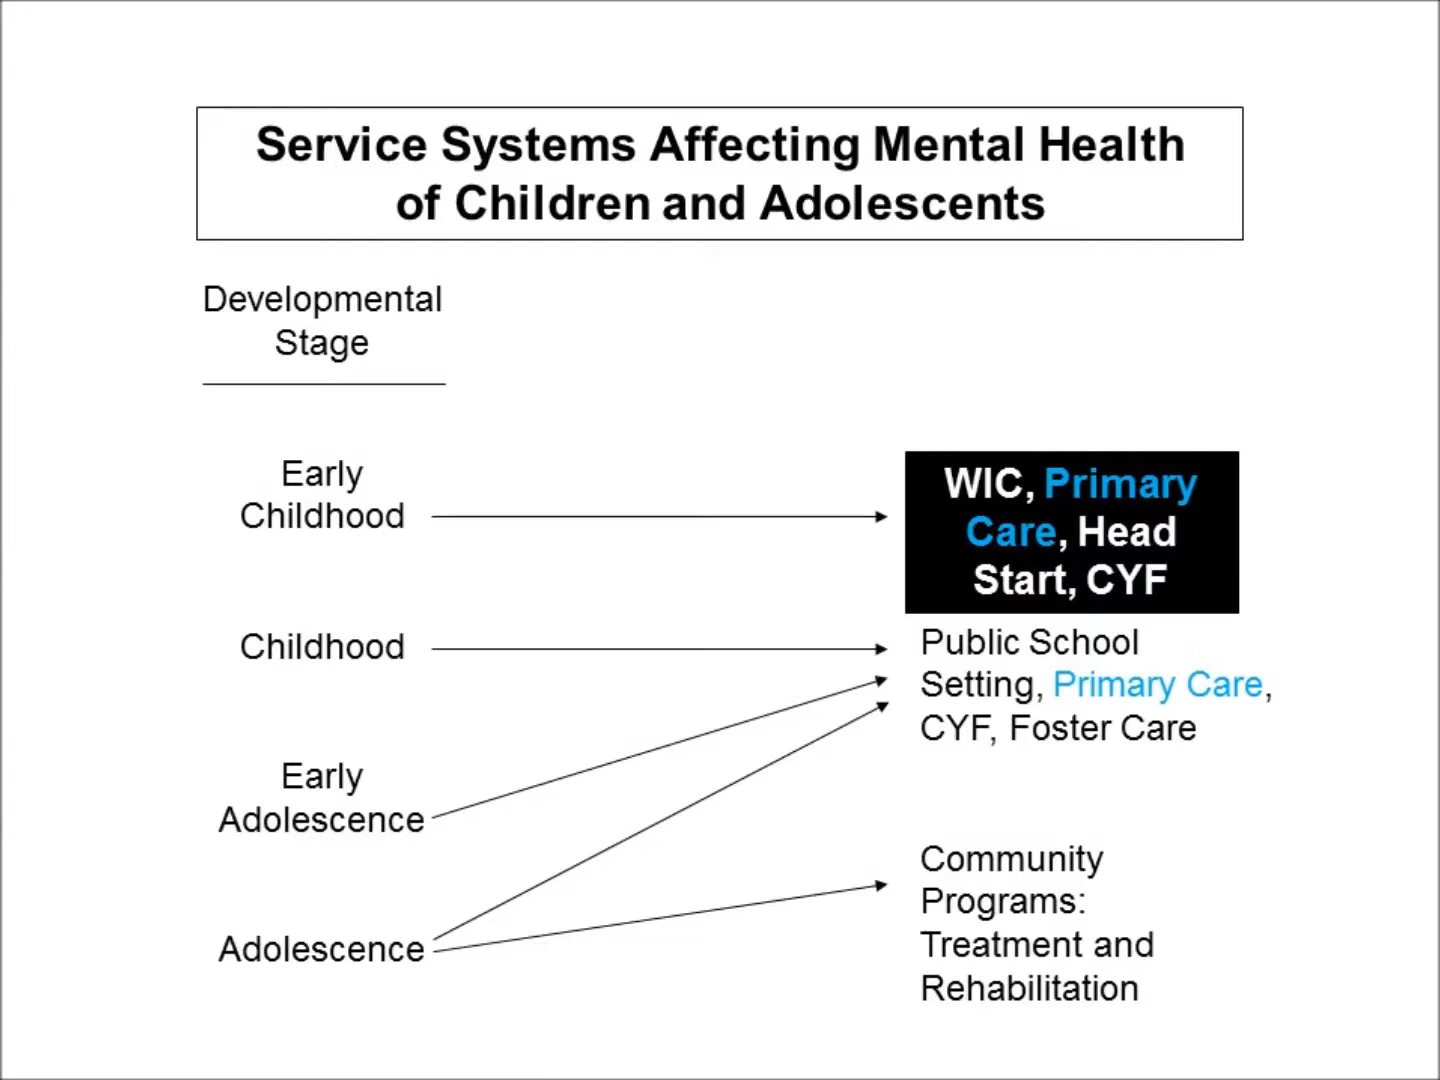 Service Systems Affecting Mental Health
of Children and Adolescents
Developmental
Stage
Early
Childhood
WIC, Primary
Care, Head
Start, CYF
Childhood
Public School
Setting, Primary Care,
CYF, Foster Care
Early
Adolescence
Adolescence
Community
Programs:
Treatment and
Rehabilitation